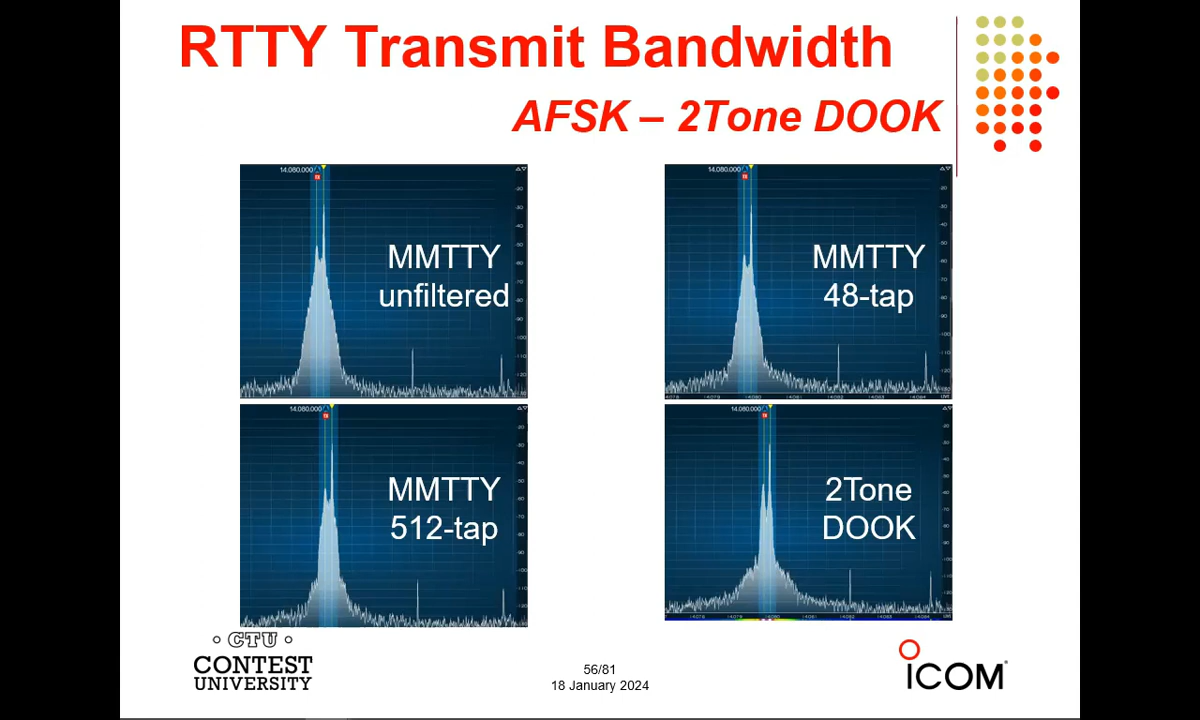 RTTY Transmit Bandwidth
AFSK – 2Tone DOOK
14.080.000
MMTTY
unfiltered
14.080.000
MMTTY
48-tap
14.080.000
MMTTY
512-tap
14.080.000
2Tone
DOOK
CTU
CONTEST
UNIVERSITY
56/81
18 January 2024
ICOM